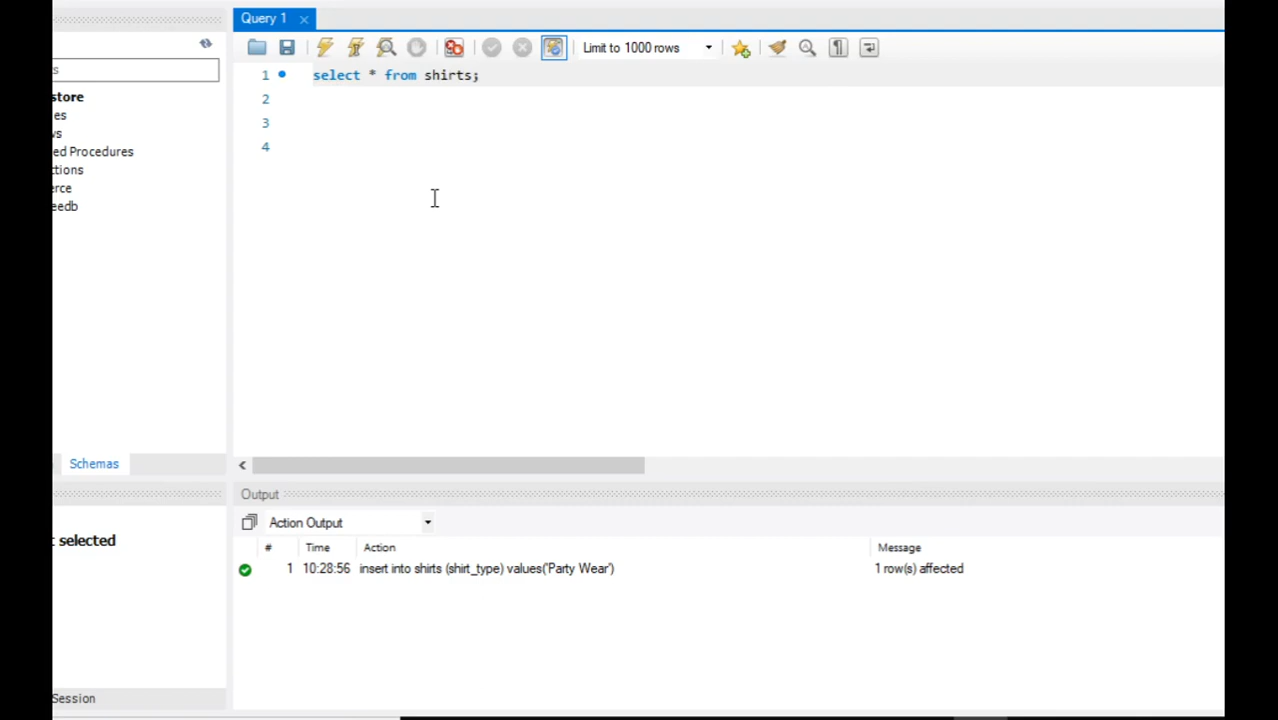 Query 1
Limit to 1000 rows
s
store
es
vs
ed Procedures
ctions
erce
eedb
1 select * from shirts;
2
3
4
Schemas
Output
Action Output
# Time Action Message
1 10:28:56 insert into shirts (shirt_type) values('Party Wear') 1 row(s) affected
t selected
Session